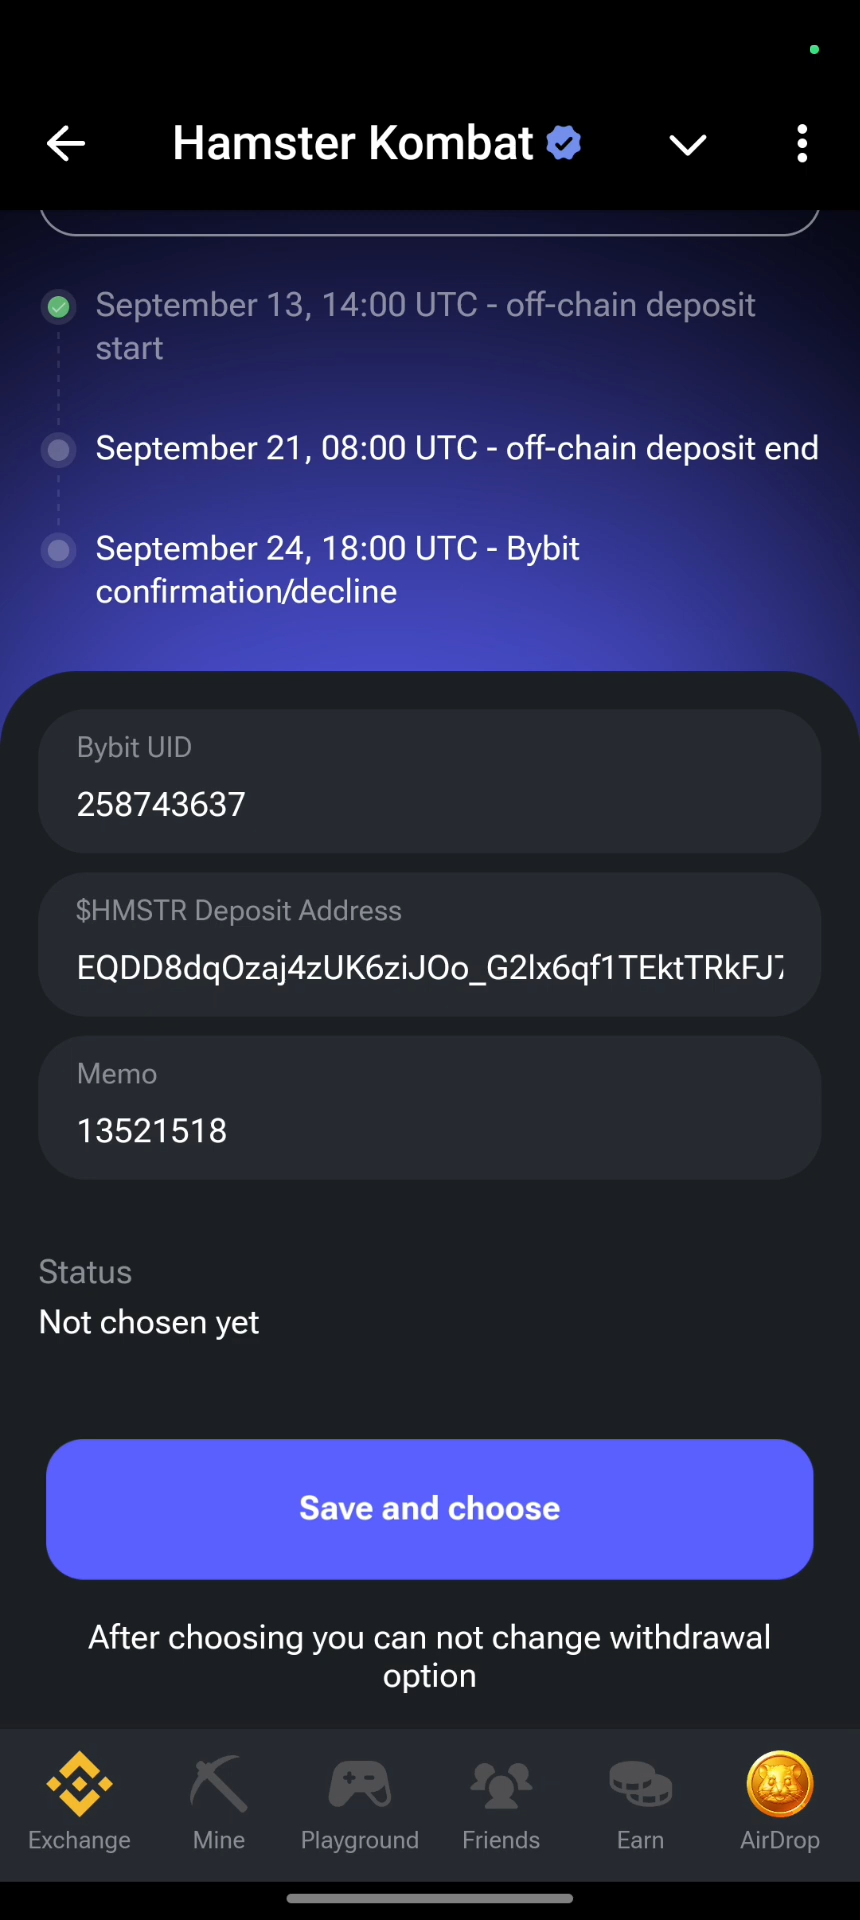 Hamster Kombat
September 13, 14:00 UTC - off-chain deposit
start
September 21, 08:00 UTC - off-chain deposit end
September 24, 18:00 UTC - Bybit
confirmation/decline
Bybit UID
258743637
$HMSTR Deposit Address
EQDD8dqOzaj4zUK6ziJOo_G2lx6qf1TEktTRkFJ7
Memo
13521518
Status
Not chosen yet
Save and choose
After choosing you can not change withdrawal
option
Exchange
Mine
Playground
Friends
Earn
AirDrop